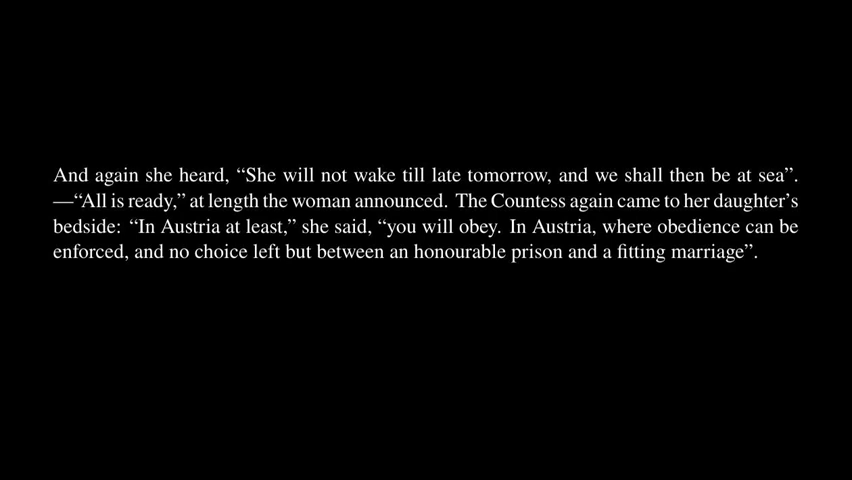 And again she heard, “She will not wake till late tomorrow, and we shall then be at sea”.
—“All is ready,” at length the woman announced. The Countess again came to her daughter’s
bedside: “In Austria at least,” she said, “you will obey. In Austria, where obedience can be
enforced, and no choice left but between an honourable prison and a fitting marriage”.